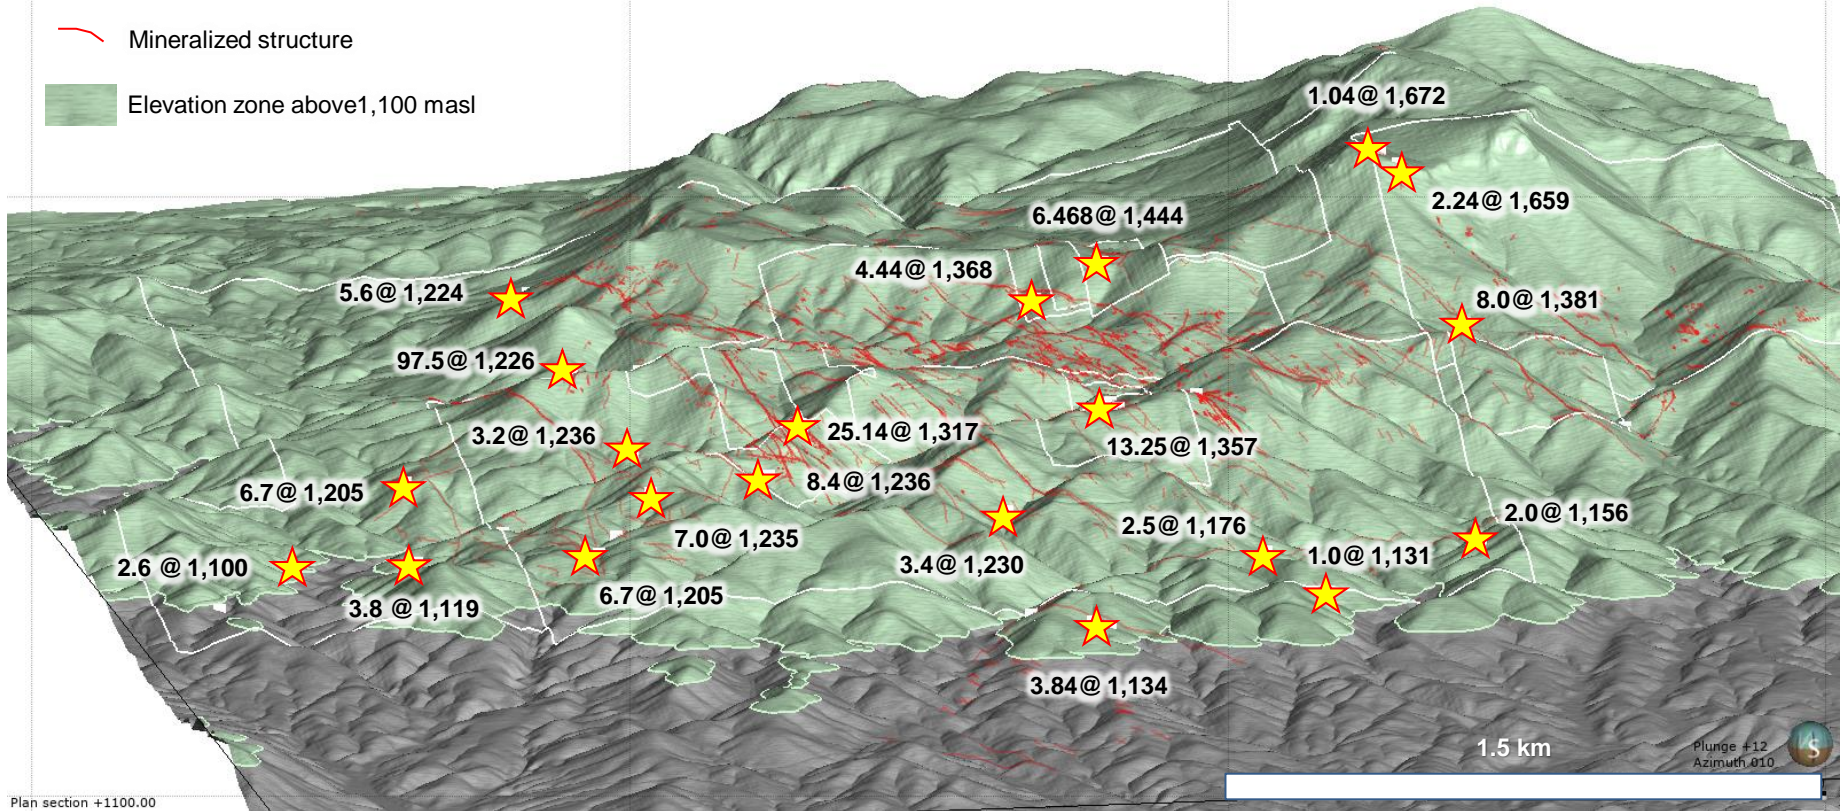 Mineralized structure
Elevation zone above1,100 masl
1.04@ 1,672
2.24@ 1,659
6.468@ 1,444
4.44@ 1,368
5.6@ 1,224
8.0@ 1,381
97.5@ 1,226
3.2@ 1,236
25.14@ 1,317
13.25@ 1,357
6.7@ 1,205
8.4@ 1,236
7.0@ 1,235
2.5@ 1,176
2.0@ 1,156
2.6 @ 1,100
3.4@ 1,230
1.0@ 1,131
3.8 @ 1,119
6.7@ 1,205
3.84@ 1,134
1.5 km
Plunge +12
Azimuth 010
S
Plan section +1100.00